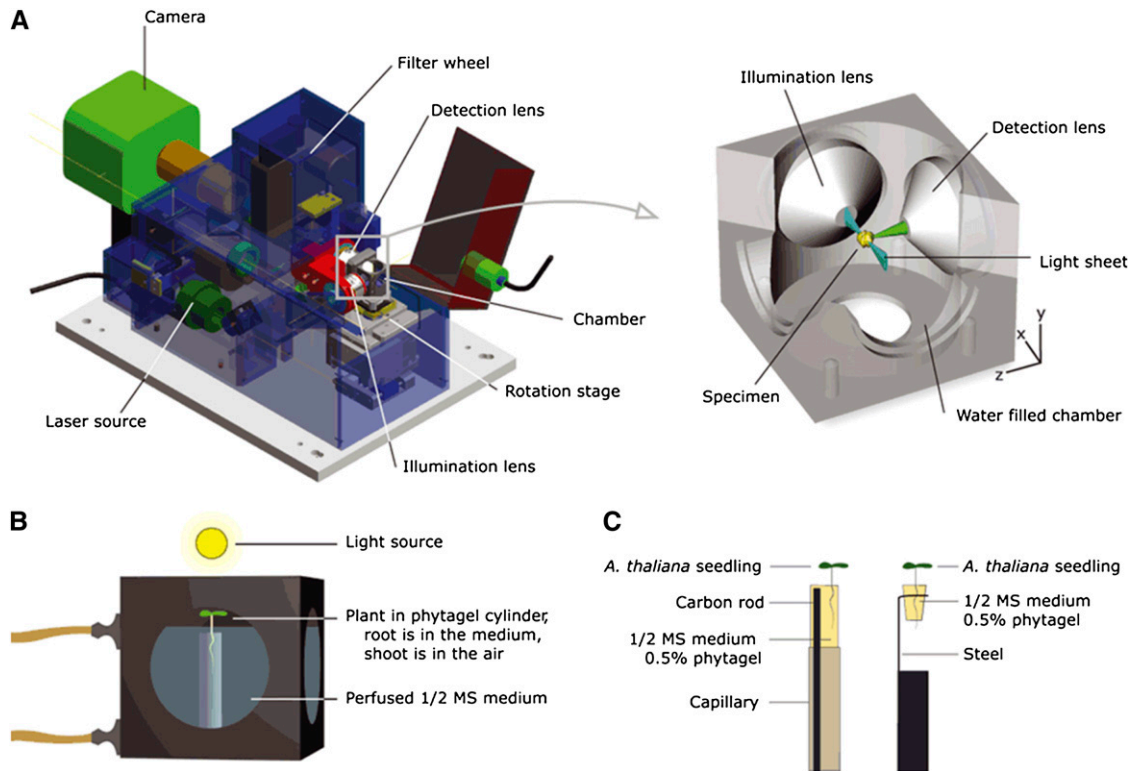 A
Camera
Filter wheel
Detection lens
Chamber
Rotation stage
Illumination lens
Laser source
Illumination lens
Detection lens
Light sheet
y
x
z
Specimen
Water filled chamber
B
Light source
Plant in phytagel cylinder,
root is in the medium,
shoot is in the air
Perfused 1/2 MS medium
C
A. thaliana seedling
Carbon rod
1/2 MS medium
0.5% phytagel
Capillary
A. thaliana seedling
1/2 MS medium
0.5% phytagel
Steel